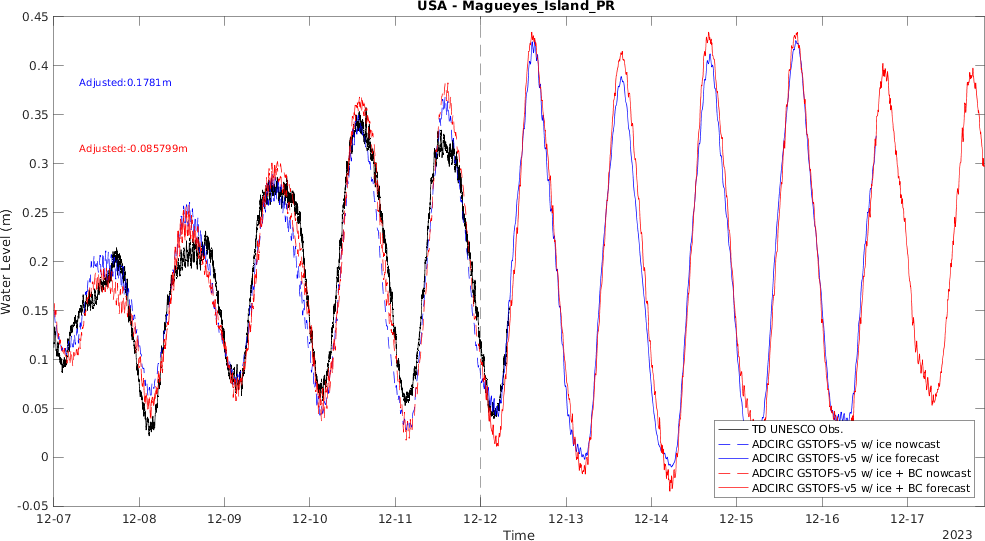 USA - Magueyes_Island_PR
0.45
0.4
0.35
0.3
0.25
0.2
0.15
0.1
0.05
0
-0.05
Water Level (m)
Adjusted:0.1781m
Adjusted:-0.085799m
TD UNESCO Obs.
ADCIRC GSTOFS-v5 w/ ice nowcast
ADCIRC GSTOFS-v5 w/ ice forecast
ADCIRC GSTOFS-v5 w/ ice + BC nowcast
ADCIRC GSTOFS-v5 w/ ice + BC forecast
12-07 12-08 12-09 12-10 12-11 12-12 12-13 12-14 12-15 12-16 12-17
Time
2023